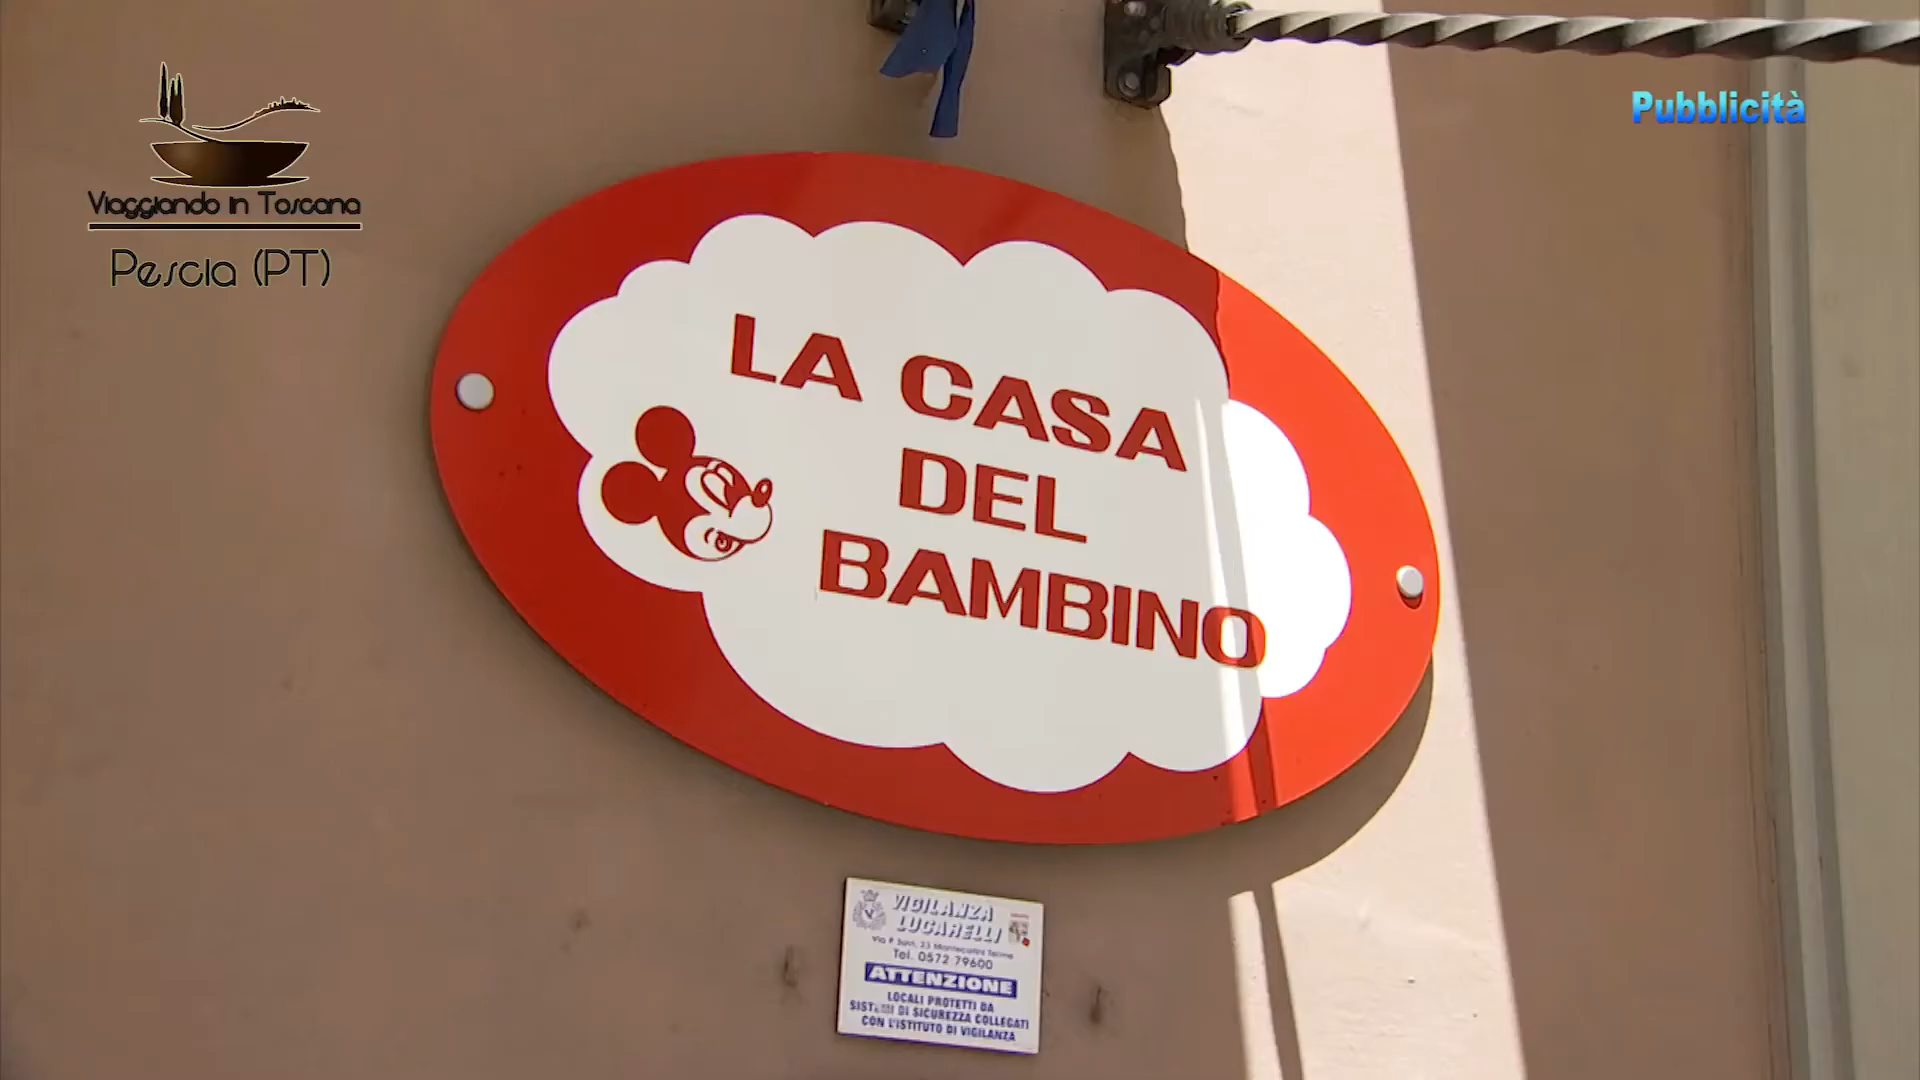 Viaggiando in Toscana
Pescia (PT)
Pubblicità
LA CASA
DEL
BAMBINO
VIGILANZA
LUCARELLI
Tel. 0572 79600
ATTENZIONE
LOCALI PROTETTI DA
SISTEMI DI SICUREZZA COLLEGATI
CON L'ISTITUTO DI VIGILANZA